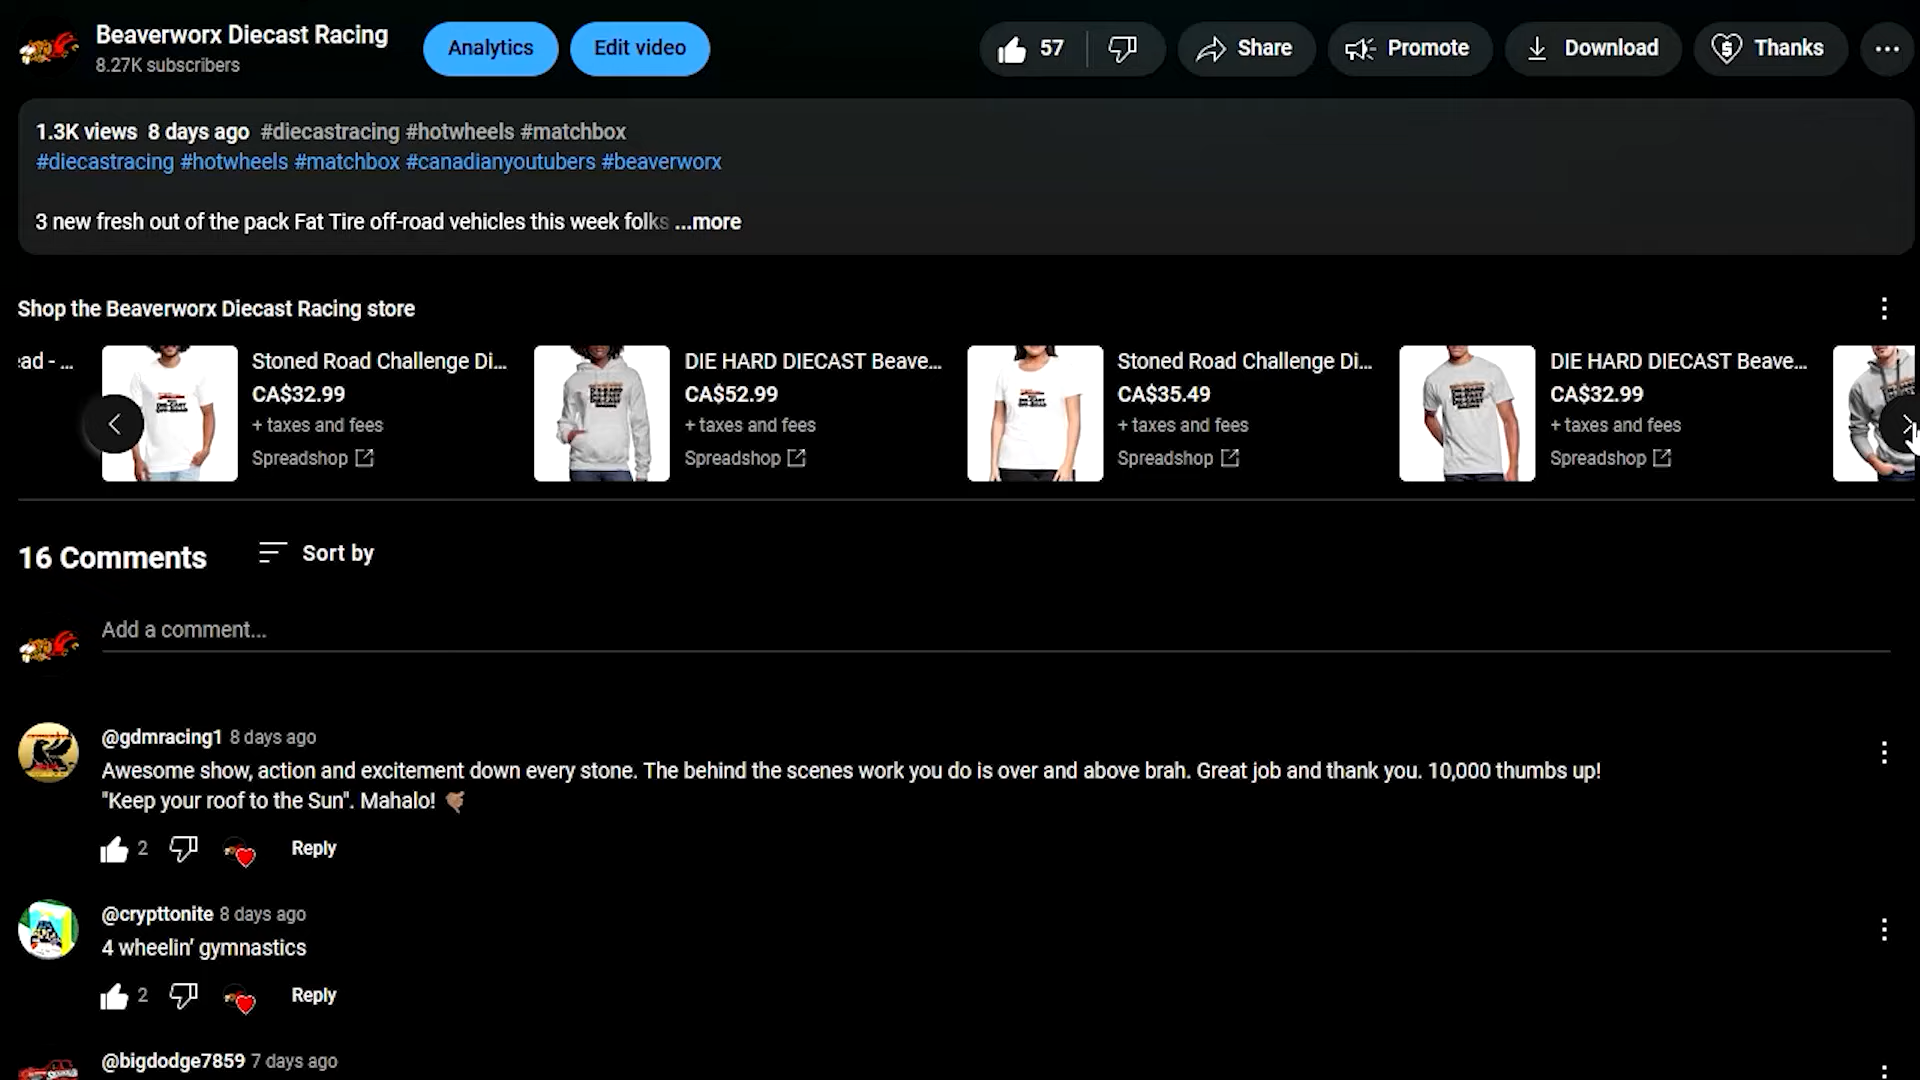 Beaverworx Diecast Racing
8.27K subscribers
Analytics
Edit video
57
Share
Promote
Download
Thanks
1.3K views 8 days ago #diecastracing #hotwheels #matchbox
#diecastracing #hotwheels #matchbox #canadianyoutubers #beaverworx
3 new fresh out of the pack Fat Tire off-road vehicles this week folks ...more
Shop the Beaverworx Diecast Racing store
ead - ...
Stoned Road Challenge Di...
CA$32.99
+ taxes and fees
Spreadshop
DIE HARD DIECAST Beave...
CA$52.99
+ taxes and fees
Spreadshop
Stoned Road Challenge Di...
CA$35.49
+ taxes and fees
Spreadshop
DIE HARD DIECAST Beave...
CA$32.99
+ taxes and fees
Spreadshop
16 Comments
Sort by
Add a comment...
@gdmracing1 8 days ago
Awesome show, action and excitement down every stone. The behind the scenes work you do is over and above brah. Great job and thank you. 10,000 thumbs up!
"Keep your roof to the Sun". Mahalo! 🤙🏽
2
Reply
@crypttonite 8 days ago
4 wheelin' gymnastics
2
Reply
@bigdodge7859 7 days ago